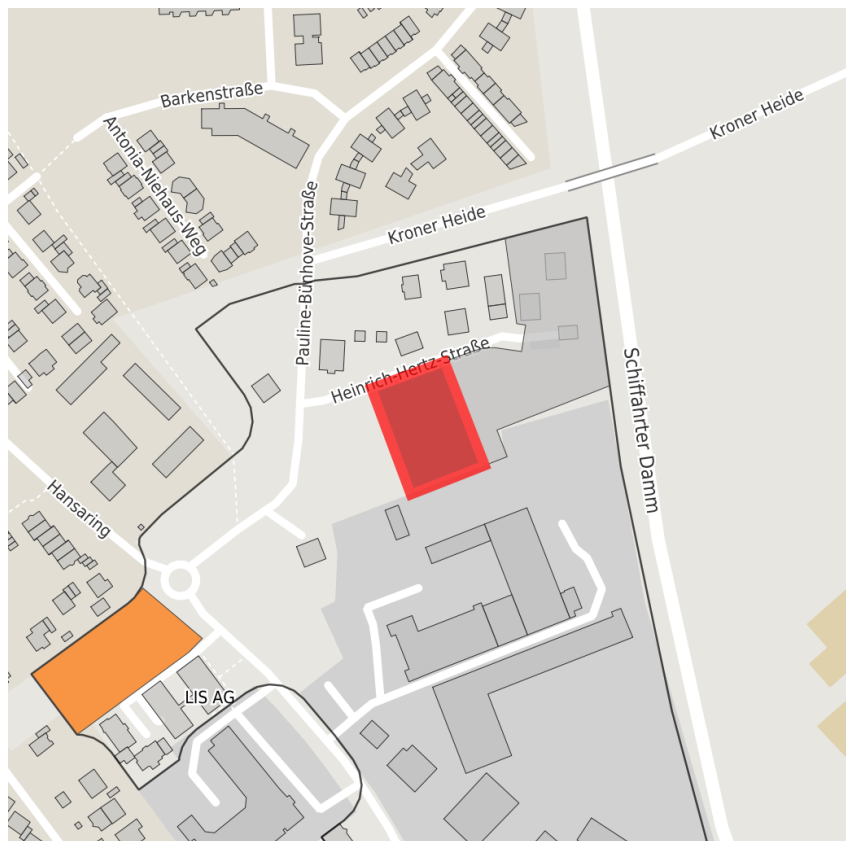 Barkenstraße
Kroner Heide
Antonia-Niehaus-Weg
Pauline-Bünhove-Straße
Kroner Heide
Heinrich-Hertz-Straße
Schiffahrter Damm
Hansaring
LIS AG